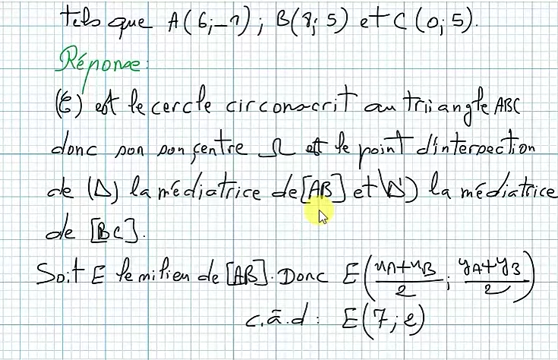 tels que A(6;-1) ; B(8;5) et C(0;5).
Réponse:
(C) est le cercle circonscrit au triangle ABC
donc son son centre Ω est le point d'intersection
de (Δ) la médiatrice de [AB] et (Δ') la médiatrice
de [BC].
Soit E le milien de [AB]. Donc E(xA+xB/2 ; yA+yB/2)
c.à.d : E(7;2)